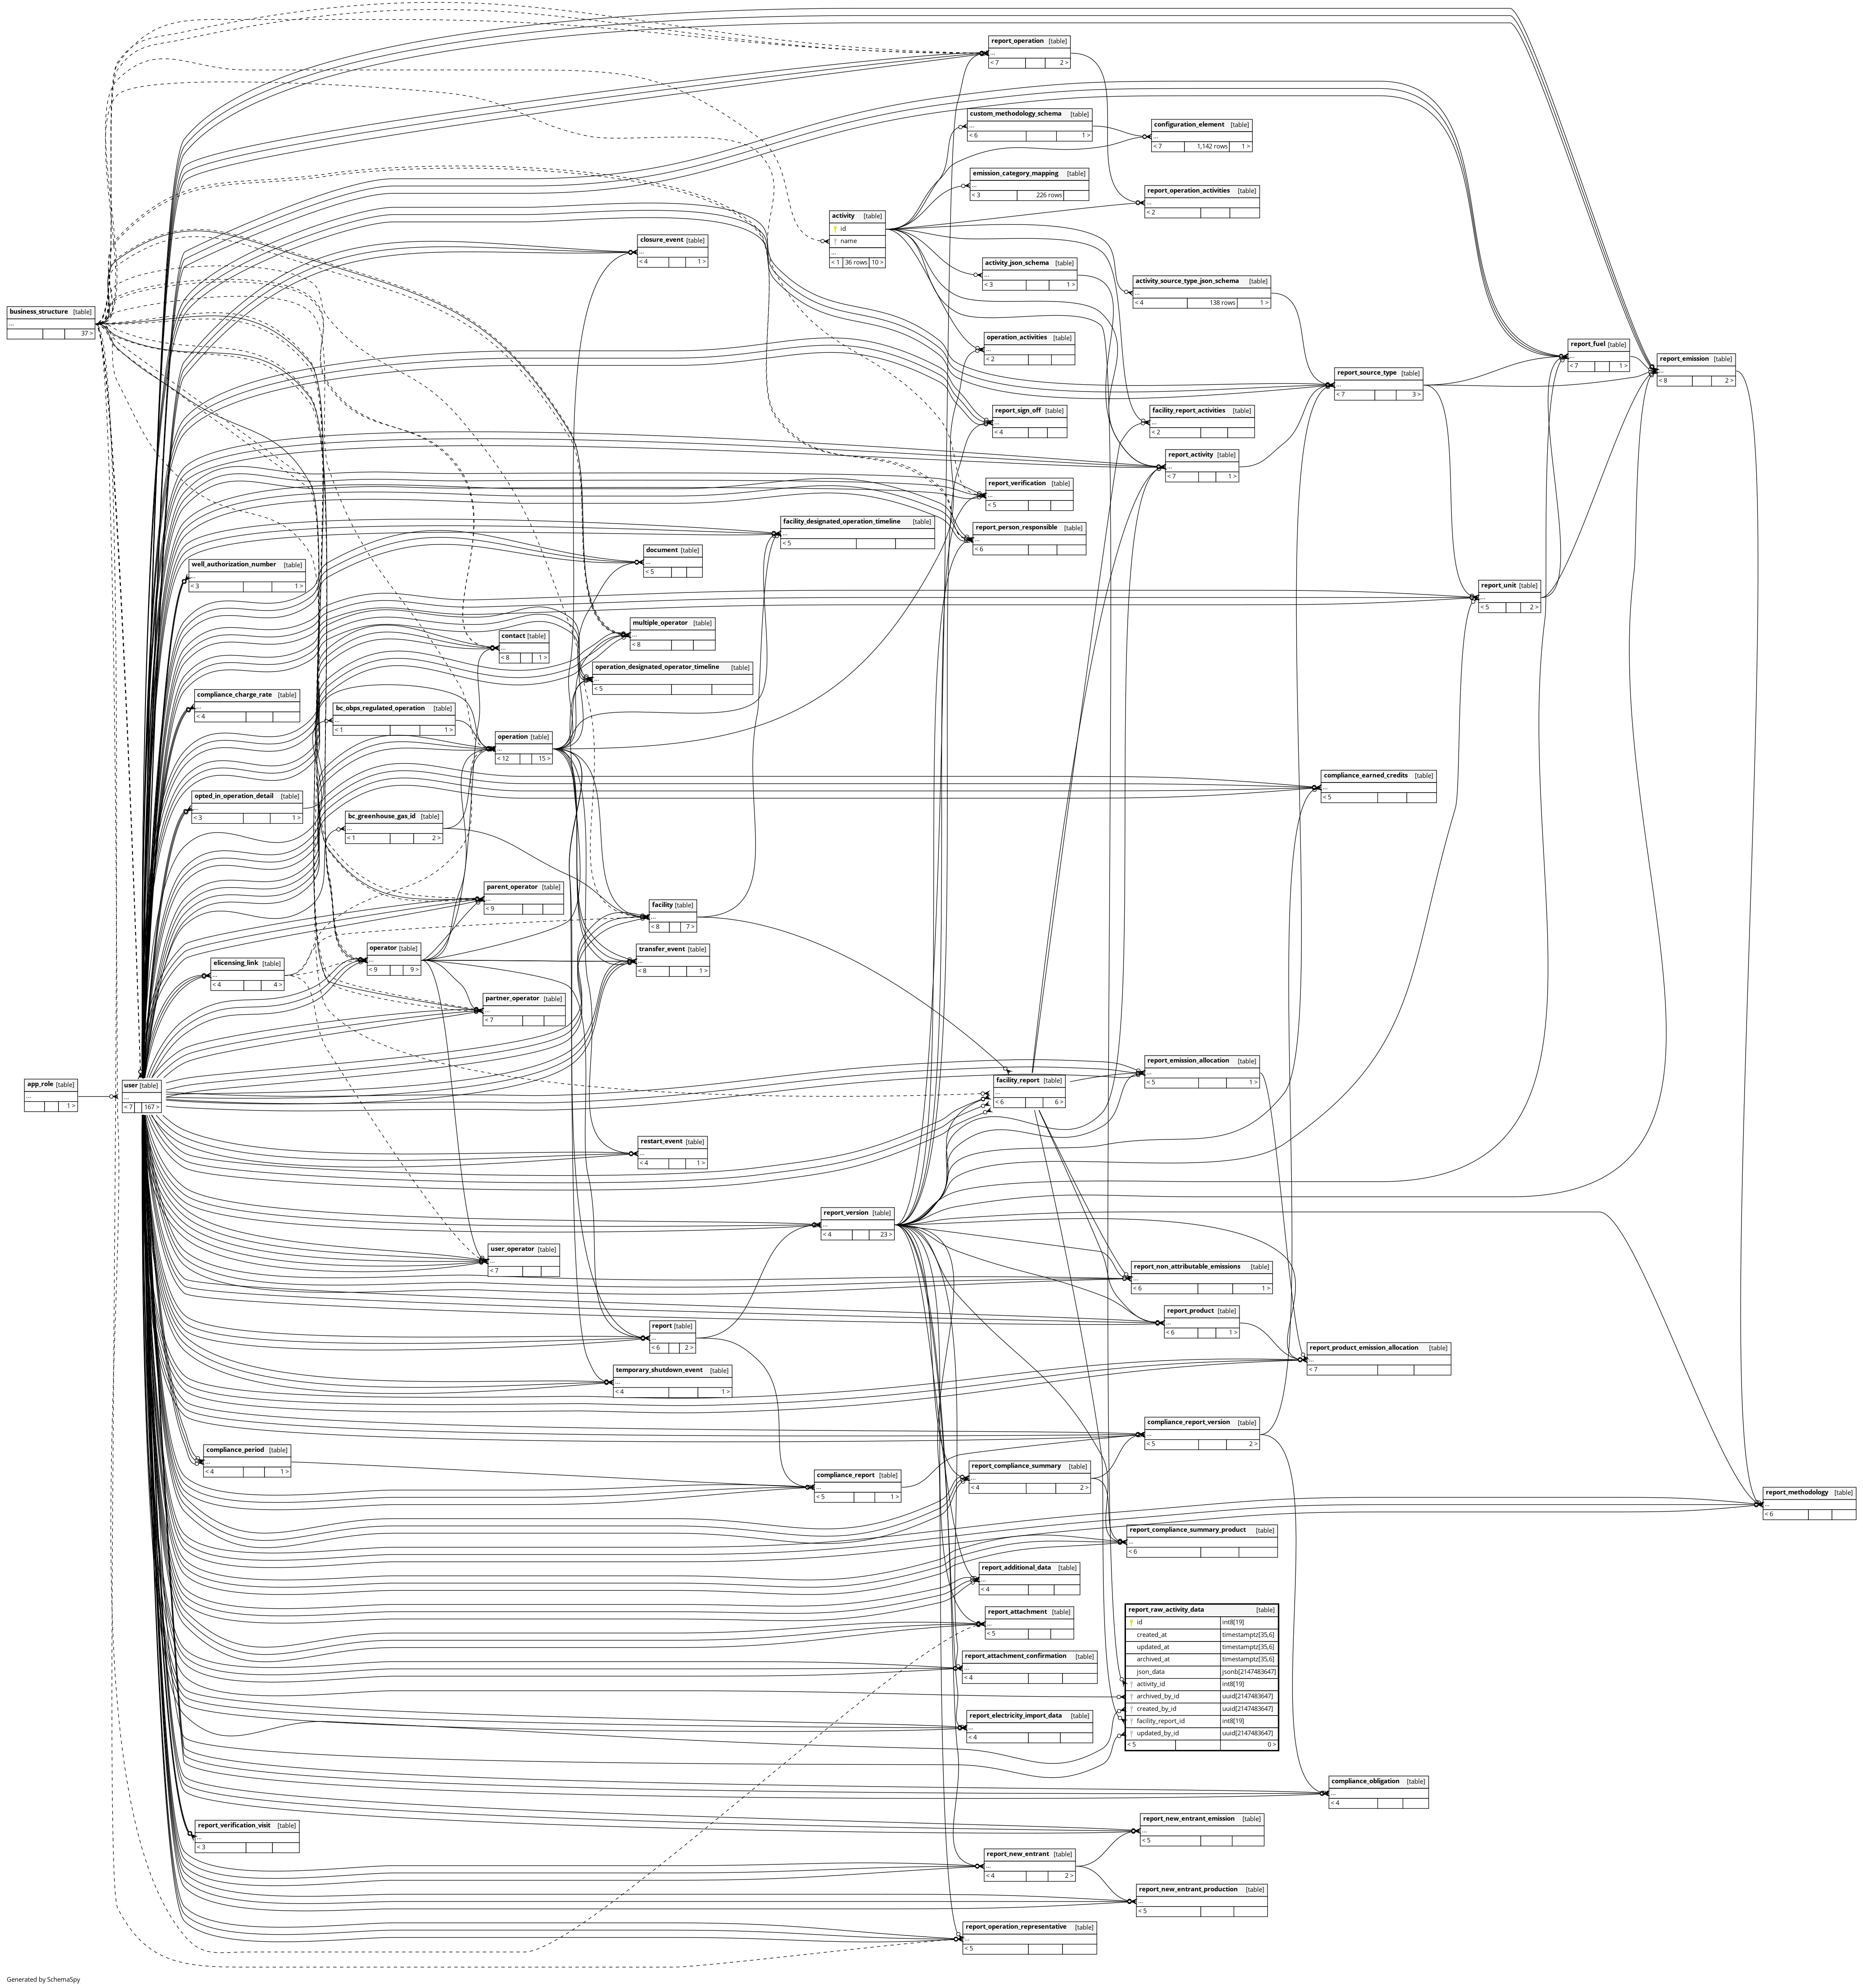 report_operation [table]
...
< 7 2 >
custom_methodology_schema [table]
...
< 6 1 >
configuration_element [table]
...
< 7 1,142 rows 1 >
emission_category_mapping [table]
...
< 3 226 rows
report_operation_activities [table]
...
< 2
activity [table]
id
name
...
< 1 36 rows 10 >
closure_event [table]
...
< 4 1 >
activity_json_schema [table]
...
< 3 1 >
activity_source_type_json_schema [table]
...
< 4 138 rows 1 >
business_structure [table]
...
37 >
operation_activities [table]
...
< 2
report_fuel [table]
...
< 7 1 >
report_emission [table]
...
< 8 2 >
report_source_type [table]
...
< 7 3 >
report_sign_off [table]
...
< 4
facility_report_activities [table]
...
< 2
report_activity [table]
...
< 7 1 >
report_verification [table]
...
< 5
facility_designated_operation_timeline [table]
...
< 5
report_person_responsible [table]
...
< 6
document [table]
...
< 5
well_authorization_number [table]
...
< 3 1 >
report_unit [table]
...
< 5 2 >
multiple_operator [table]
...
< 8
contact [table]
...
< 8 1 >
operation_designated_operator_timeline [table]
...
< 5
compliance_charge_rate [table]
...
< 4
bc_obps_regulated_operation [table]
...
< 1 1 >
operation [table]
...
< 12 15 >
compliance_earned_credits [table]
...
< 5
opted_in_operation_detail [table]
...
< 3 1 >
bc_greenhouse_gas_id [table]
...
< 1 2 >
parent_operator [table]
...
< 9
facility [table]
...
< 8 7 >
operator [table]
...
< 9 9 >
transfer_event [table]
...
< 8 1 >
elicensing_link [table]
...
< 4 4 >
partner_operator [table]
...
< 7
report_emission_allocation [table]
...
< 5 1 >
facility_report [table]
...
< 6 6 >
app_role [table]
...
1 >
user [table]
...
< 7 167 >
restart_event [table]
...
< 4 1 >
report_version [table]
...
< 4 23 >
user_operator [table]
...
< 7
report_non_attributable_emissions [table]
...
< 6 1 >
report_product [table]
...
< 6 1 >
report [table]
...
< 6 2 >
report_product_emission_allocation [table]
...
< 7
temporary_shutdown_event [table]
...
< 4 1 >
compliance_report_version [table]
...
< 5 2 >
compliance_period [table]
...
< 4 1 >
compliance_report [table]
...
< 5 1 >
report_compliance_summary [table]
...
< 4 2 >
report_methodology [table]
...
< 6
report_compliance_summary_product [table]
...
< 6
report_additional_data [table]
...
< 4
report_attachment [table]
...
< 5
report_raw_activity_data [table]
id int8[19]
created_at timestamptz[35,6]
updated_at timestamptz[35,6]
archived_at timestamptz[35,6]
json_data jsonb[2147483647]
activity_id int8[19]
archived_by_id uuid[2147483647]
created_by_id uuid[2147483647]
facility_report_id int8[19]
updated_by_id uuid[2147483647]
< 5 0 >
report_attachment_confirmation [table]
...
< 4
report_electricity_import_data [table]
...
< 4
compliance_obligation [table]
...
< 4
report_new_entrant_emission [table]
...
< 5
report_verification_visit [table]
...
< 3
report_new_entrant [table]
...
< 4 2 >
report_new_entrant_production [table]
...
< 5
report_operation_representative [table]
...
< 5
Generated by SchemaSpy